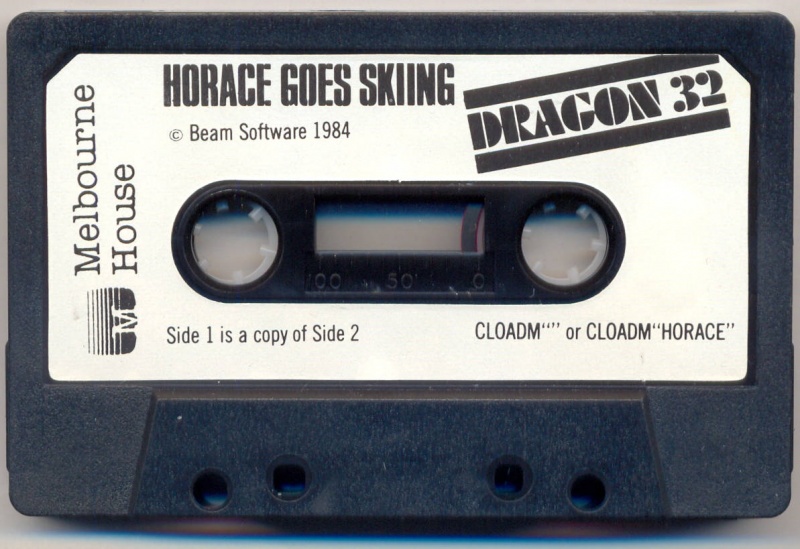 HORACE GOES SKIING
DRAGON 32
© Beam Software 1984
Melbourne
House
M
100 50 0
Side 1 is a copy of Side 2
CLOADM“” or CLOADM“HORACE”